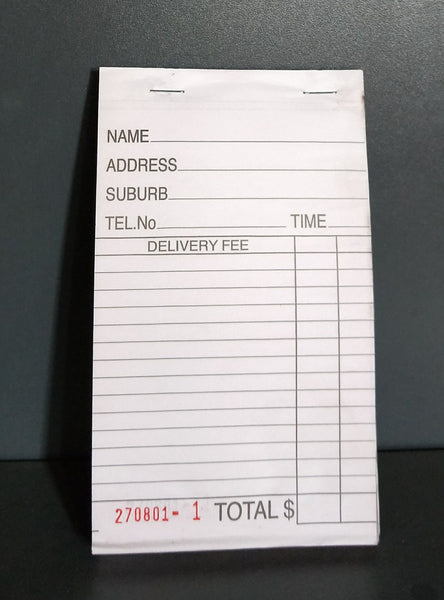 NAME
ADDRESS
SUBURB
TEL.No TIME
DELIVERY FEE
270801- 1 TOTAL $